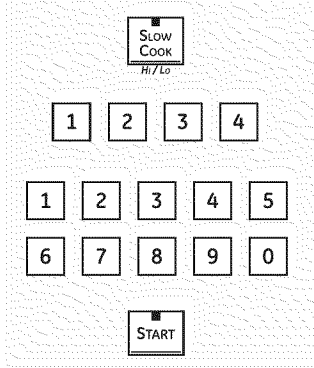 SLOW
COOK
HI / LO
1 2 3 4
1 2 3 4 5
6 7 8 9 0
START